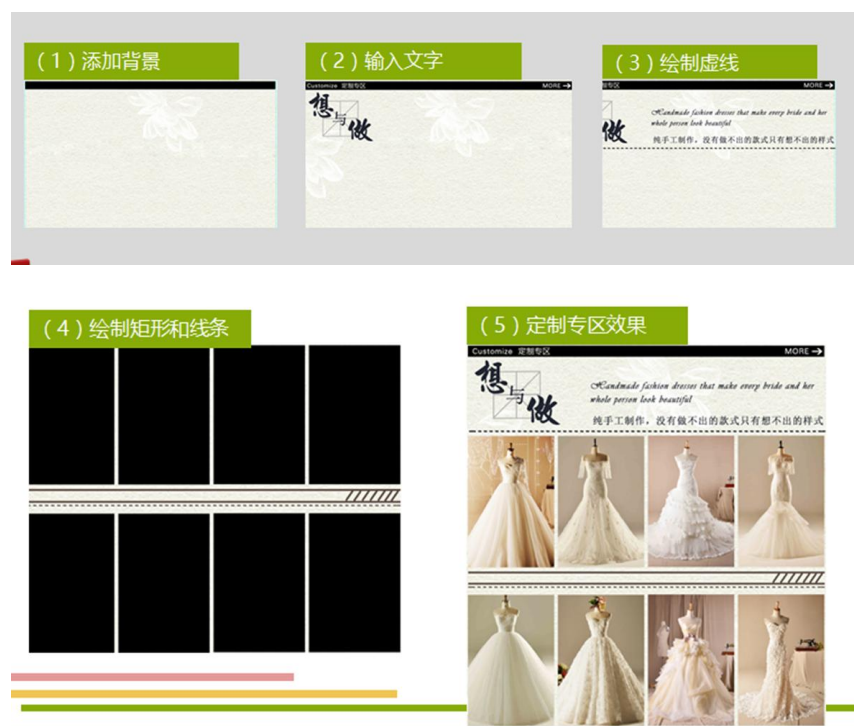 （1）添加背景
（2）输入文字
（3）绘制虚线
Customize 定制专区
MORE
想
与
做
制专区
MORE
做
Handmade fashion dresses that make every bride and her
whole person look beautiful
纯手工制作，没有做不出的款式只有想不出的样式
（4）绘制矩形和线条
（5）定制专区效果
Customize 定制专区
MORE
想
与
做
Handmade fashion dresses that make every bride and her
whole person look beautiful
纯手工制作，没有做不出的款式只有想不出的样式